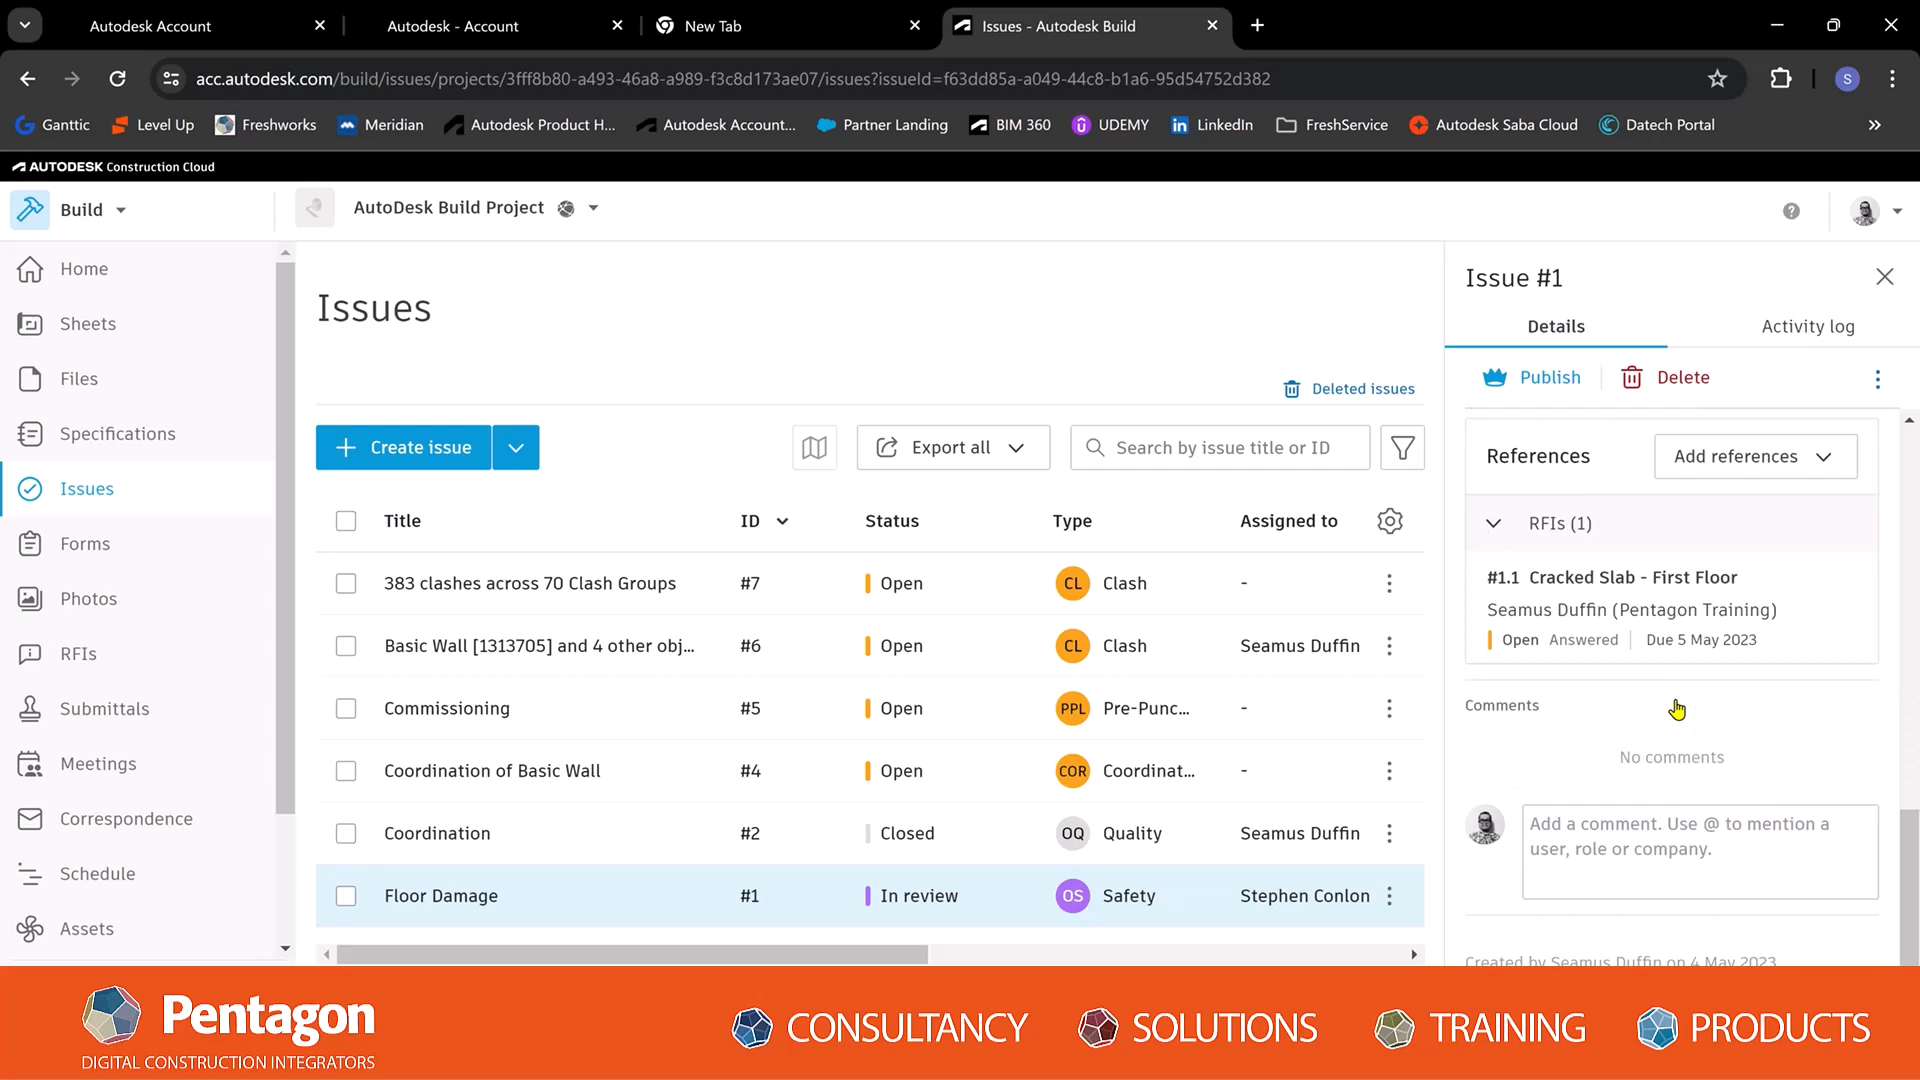 Autodesk Account
Autodesk - Account
New Tab
Issues - Autodesk Build
acc.autodesk.com/build/issues/projects/3fff8b80-a493-46a8-a989-f3c8d173ae07/issues?issueId=f63dd85a-a049-44c8-b1a6-95d54752d382
S
Ganttic
Level Up
Freshworks
Meridian
Autodesk Product H...
Autodesk Account...
Partner Landing
BIM 360
UDEMY
LinkedIn
FreshService
Autodesk Saba Cloud
Datech Portal
AUTODESK Construction Cloud
Build
AutoDesk Build Project
Home
Sheets
Files
Specifications
Issues
Forms
Photos
RFIs
Submittals
Meetings
Correspondence
Schedule
Assets
Issues
Deleted issues
Create issue
Export all
Search by issue title or ID
Title ID Status Type Assigned to
383 clashes across 70 Clash Groups #7 Open CL Clash -
Basic Wall [1313705] and 4 other obj... #6 Open CL Clash Seamus Duffin
Commissioning #5 Open PPL Pre-Punc... -
Coordination of Basic Wall #4 Open COR Coordinat... -
Coordination #2 Closed OQ Quality Seamus Duffin
Floor Damage #1 In review OS Safety Stephen Conlon
Issue #1
Details
Activity log
Publish
Delete
References
Add references
RFIs (1)
#1.1 Cracked Slab - First Floor
Seamus Duffin (Pentagon Training)
Open Answered Due 5 May 2023
Comments
No comments
Add a comment. Use @ to mention a
user, role or company.
Created by Seamus Duffin on 4 May 2023
Pentagon
DIGITAL CONSTRUCTION INTEGRATORS
CONSULTANCY
SOLUTIONS
TRAINING
PRODUCTS